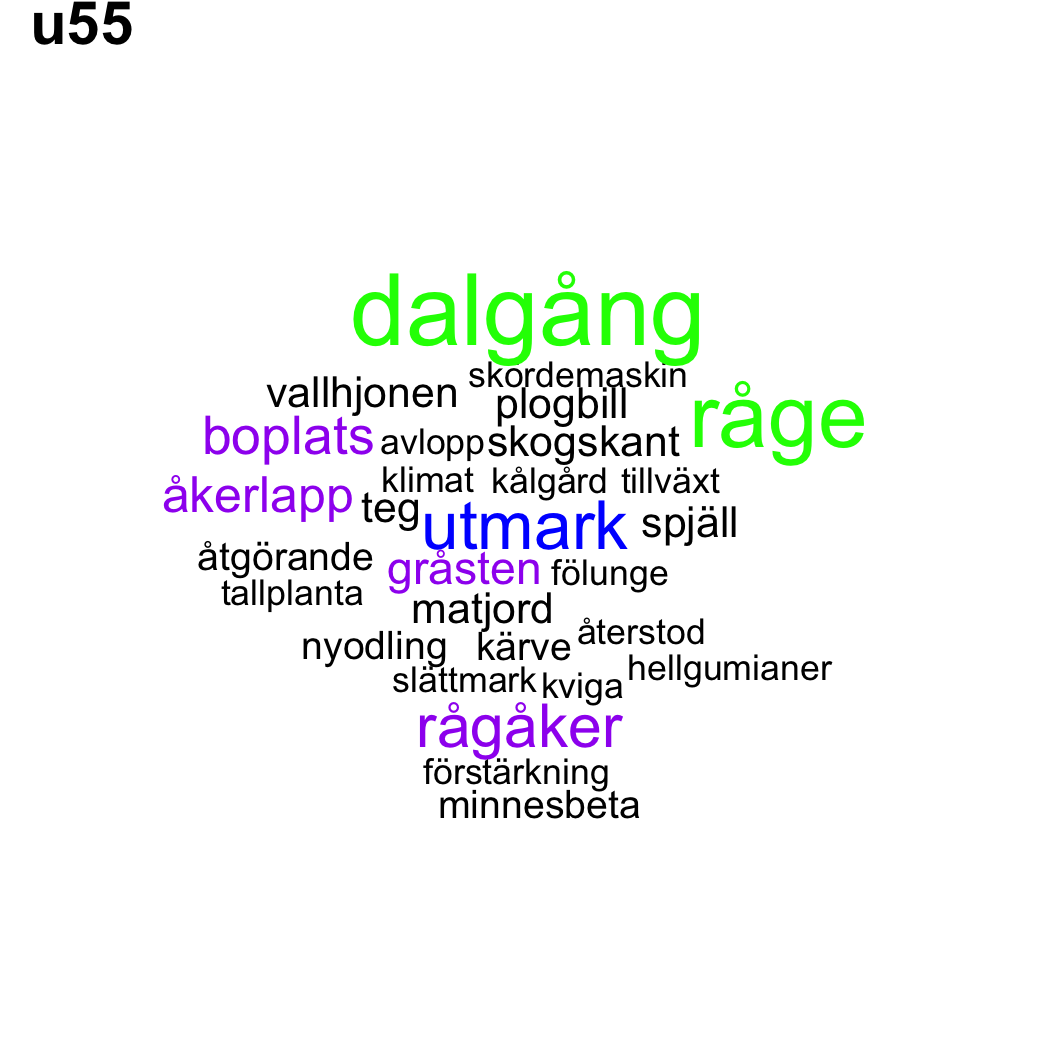 u55
dalgång
skördemaskin
vallhjonen
plogbill
råge
boplats
avlopp
skogskant
klimat
kålgård
tillväxt
åkerlapp
teg
utmark
spjäll
åtgörande
gråsten
fölunge
tallplanta
matjord
återstod
nyodling
kärve
hellgumianer
slättmark
kviga
rågåker
förstärkning
minnesbeta